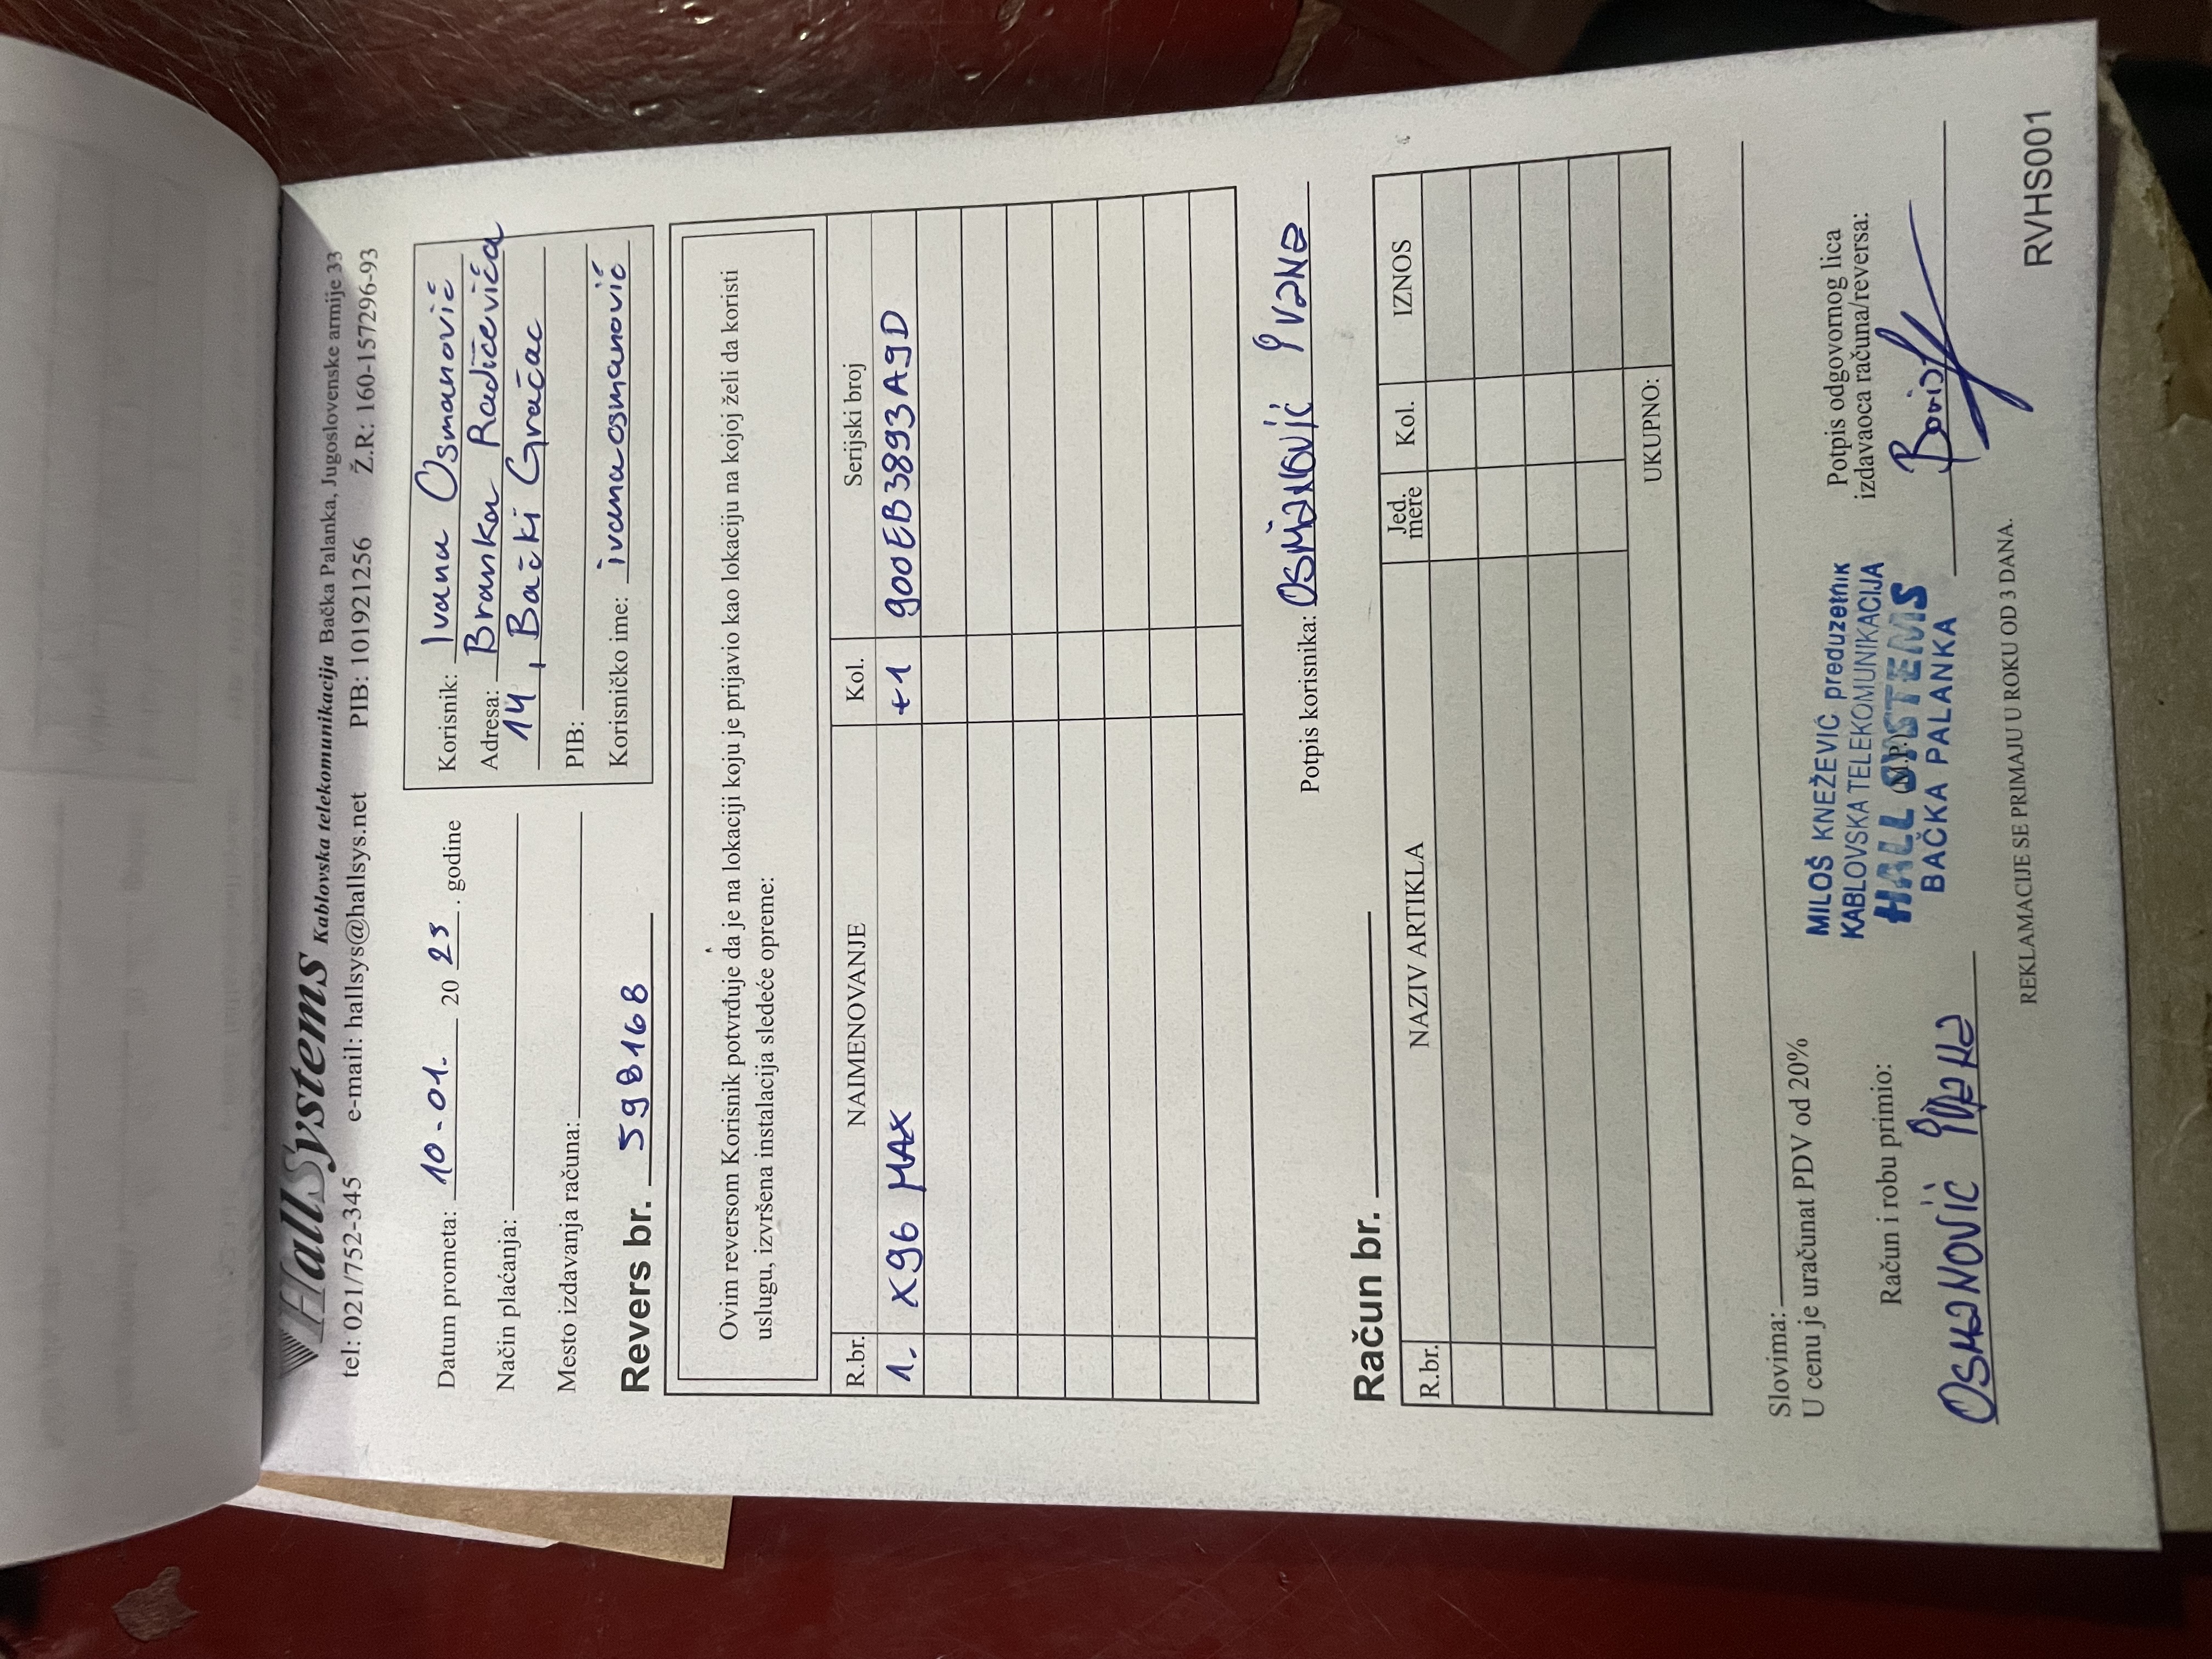 HallSystems Kablovska telekomunikacija Bačka Palanka, Jugoslovenske armije 33
tel: 021/752-345 e-mail: hallsys@hallsys.net PIB: 101921256 Ž.R.: 160-157296-93
Datum prometa: 10-01. 2023. godine
Način plaćanja:
Mesto izdavanja računa:
Korisnik: Ivana Osmanović
Adresa: Branka Radičevića
14, Bački Gračac
PIB:
Korisničko ime: ivanaosmanović
Revers br. 598168
Ovim reversom Korisnik potvrđuje da je na lokaciji koju je prijavio kao lokaciju na kojoj želi da koristi
uslugu, izvršena instalacija sledeće opreme:
R.br. NAIMENOVANJE Kol. Serijski broj
1. X96 MAX +1 900EB3893A9D
Potpis korisnika: Osmanović Ivana
Račun br.
R.br. NAZIV ARTIKLA Jed. mere Kol. IZNOS
UKUPNO:
Slovima:
U cenu je uračunat PDV od 20%
Račun i robu primio:
Osmanović Ivana
MILOŠ KNEŽEVIĆ preduzetnik
KABLOVSKA TELEKOMUNIKACIJA
HALL SYSTEMS
BAČKA PALANKA
(M.P.)
Potpis odgovornog lica
izdavaoca računa/reversa:
REKLAMACIJE SE PRIMAJU U ROKU OD 3 DANA.
RVHS001